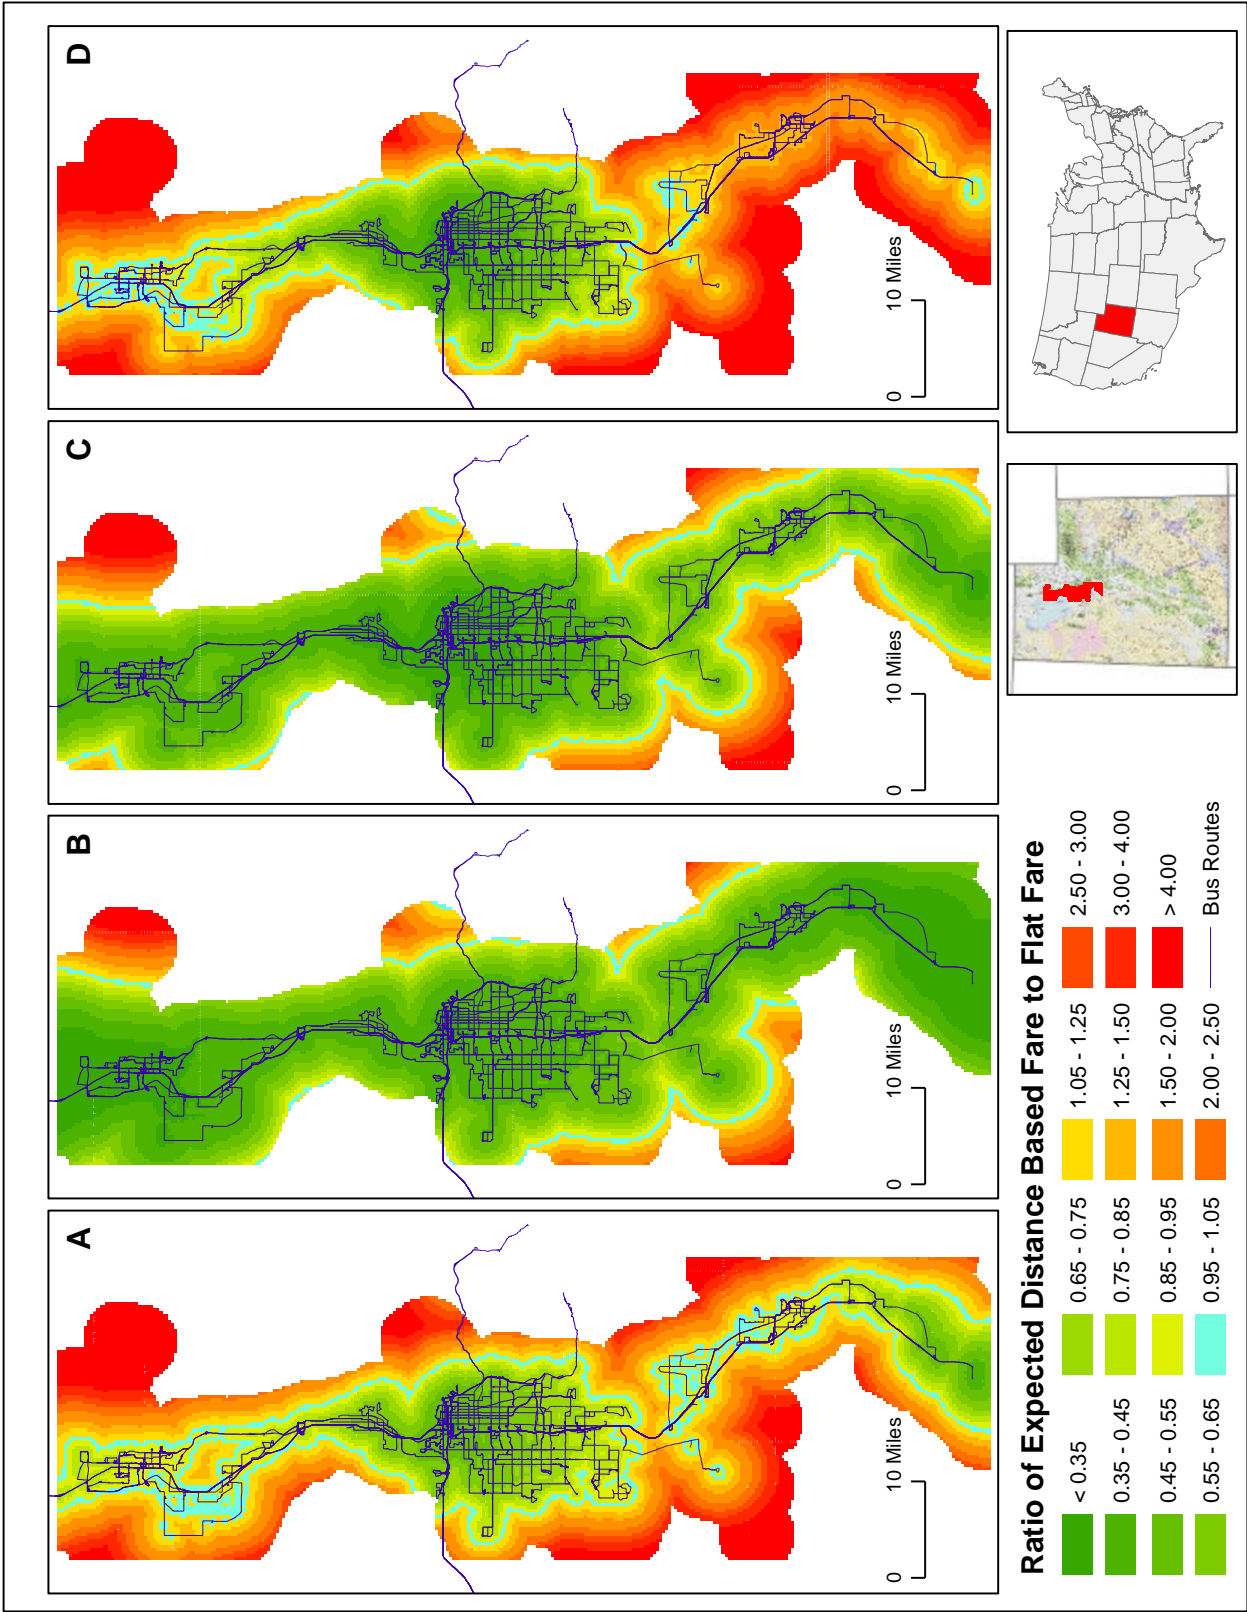 A
B
C
D
0
10 Miles
0
10 Miles
0
10 Miles
0
10 Miles
Ratio of Expected Distance Based Fare to Flat Fare
< 0.35
0.35 - 0.45
0.45 - 0.55
0.55 - 0.65
0.65 - 0.75
0.75 - 0.85
0.85 - 0.95
0.95 - 1.05
1.05 - 1.25
1.25 - 1.50
1.50 - 2.00
2.00 - 2.50
2.50 - 3.00
3.00 - 4.00
> 4.00
Bus Routes